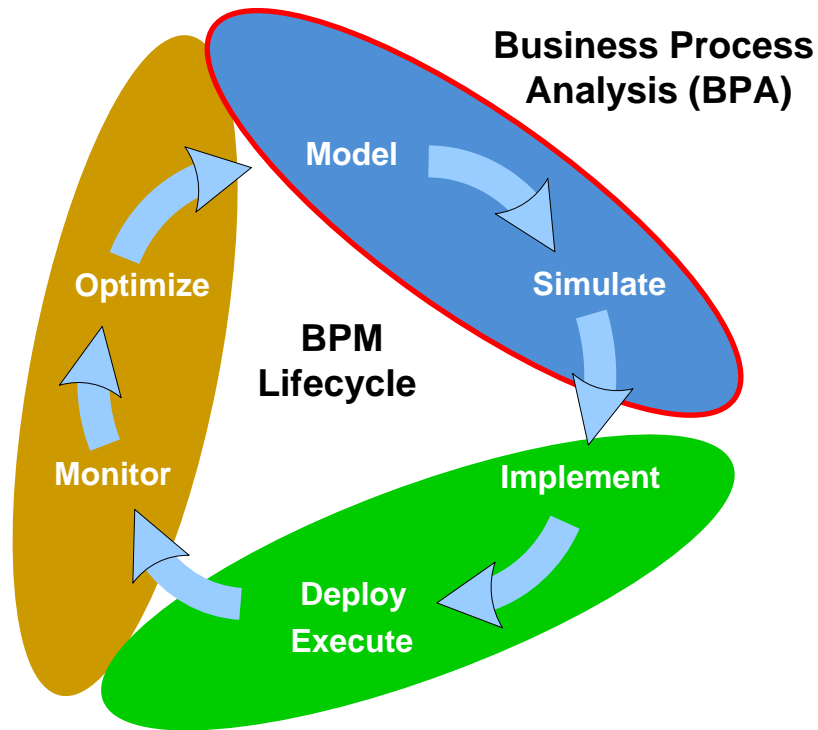 Business Process
Analysis (BPA)
Model
Simulate
Optimize
BPM
Lifecycle
Monitor
Implement
Deploy
Execute